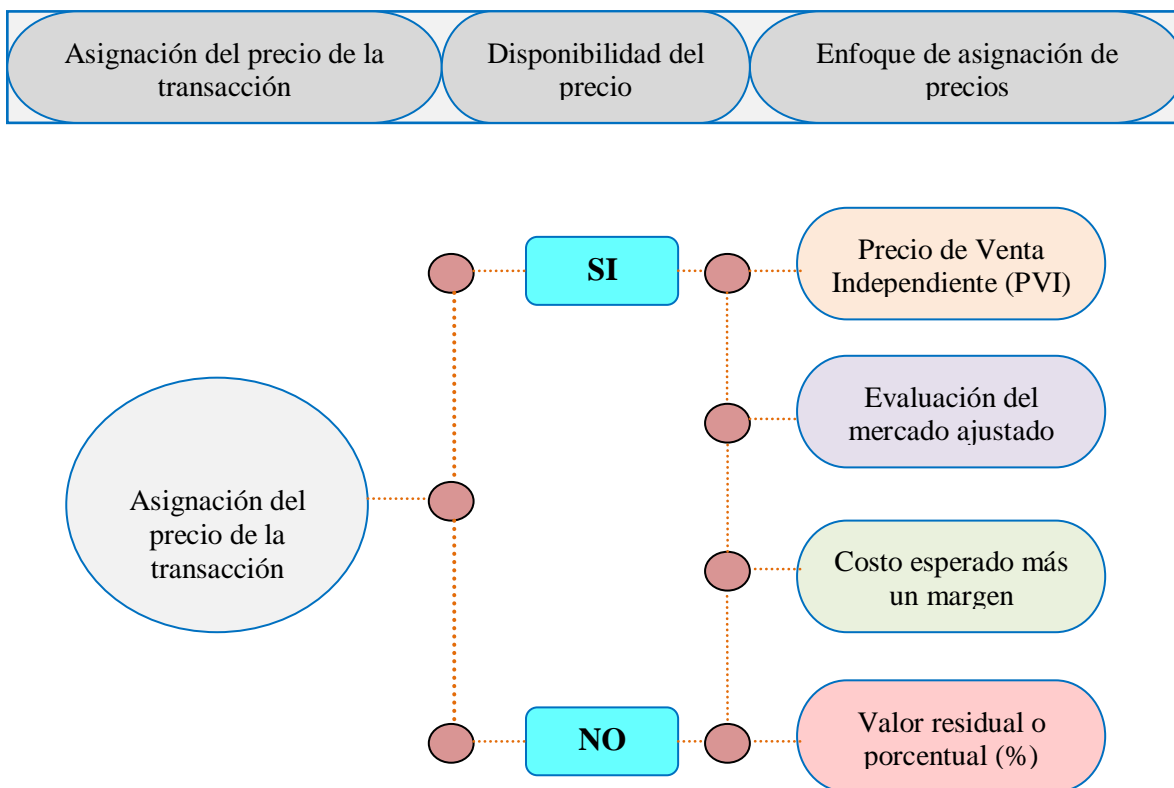 Asignación del precio de la
transacción
Disponibilidad del
precio
Enfoque de asignación de
precios
SI
Precio de Venta
Independiente (PVI)
Evaluación del
mercado ajustado
Asignación del
precio de la
transacción
Costo esperado más
un margen
NO
Valor residual o
porcentual (%)